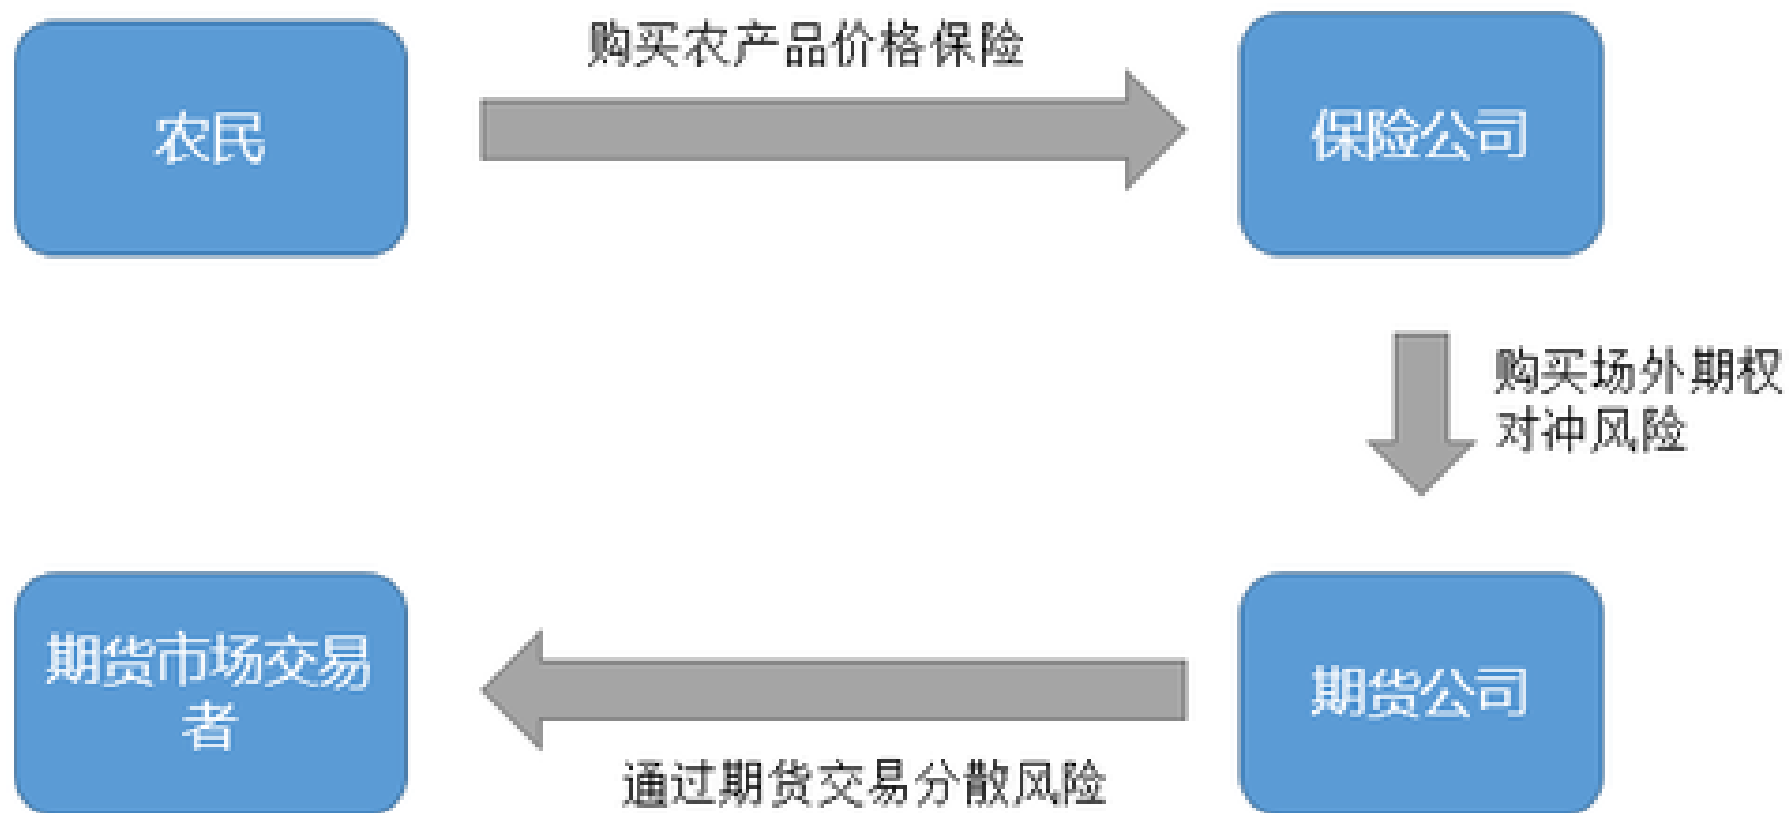 购买农产品价格保险
农民
保险公司
购买场外期权
对冲风险
期货市场交易
者
期货公司
通过期货交易分散风险